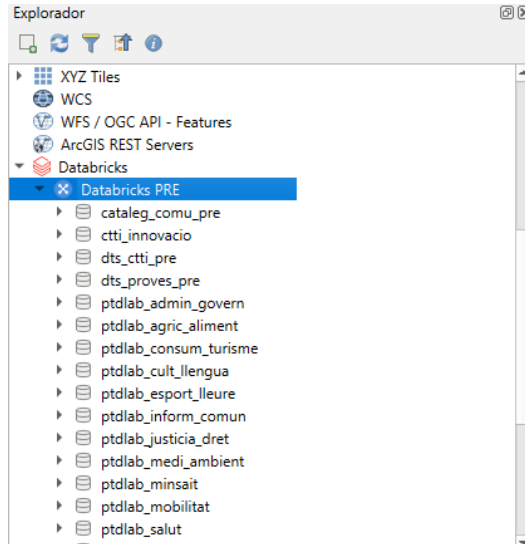 Explorador
XYZ Tiles
WCS
WFS / OGC API - Features
ArcGIS REST Servers
Databricks
Databricks PRE
cataleg_comu_pre
ctti_innovacio
dts_ctti_pre
dts_proves_pre
ptdlab_admin_govern
ptdlab_agric_aliment
ptdlab_consum_turisme
ptdlab_cult_llengua
ptdlab_esport_lleure
ptdlab_inform_comun
ptdlab_justicia_dret
ptdlab_medi_ambient
ptdlab_minsait
ptdlab_mobilitat
ptdlab_salut